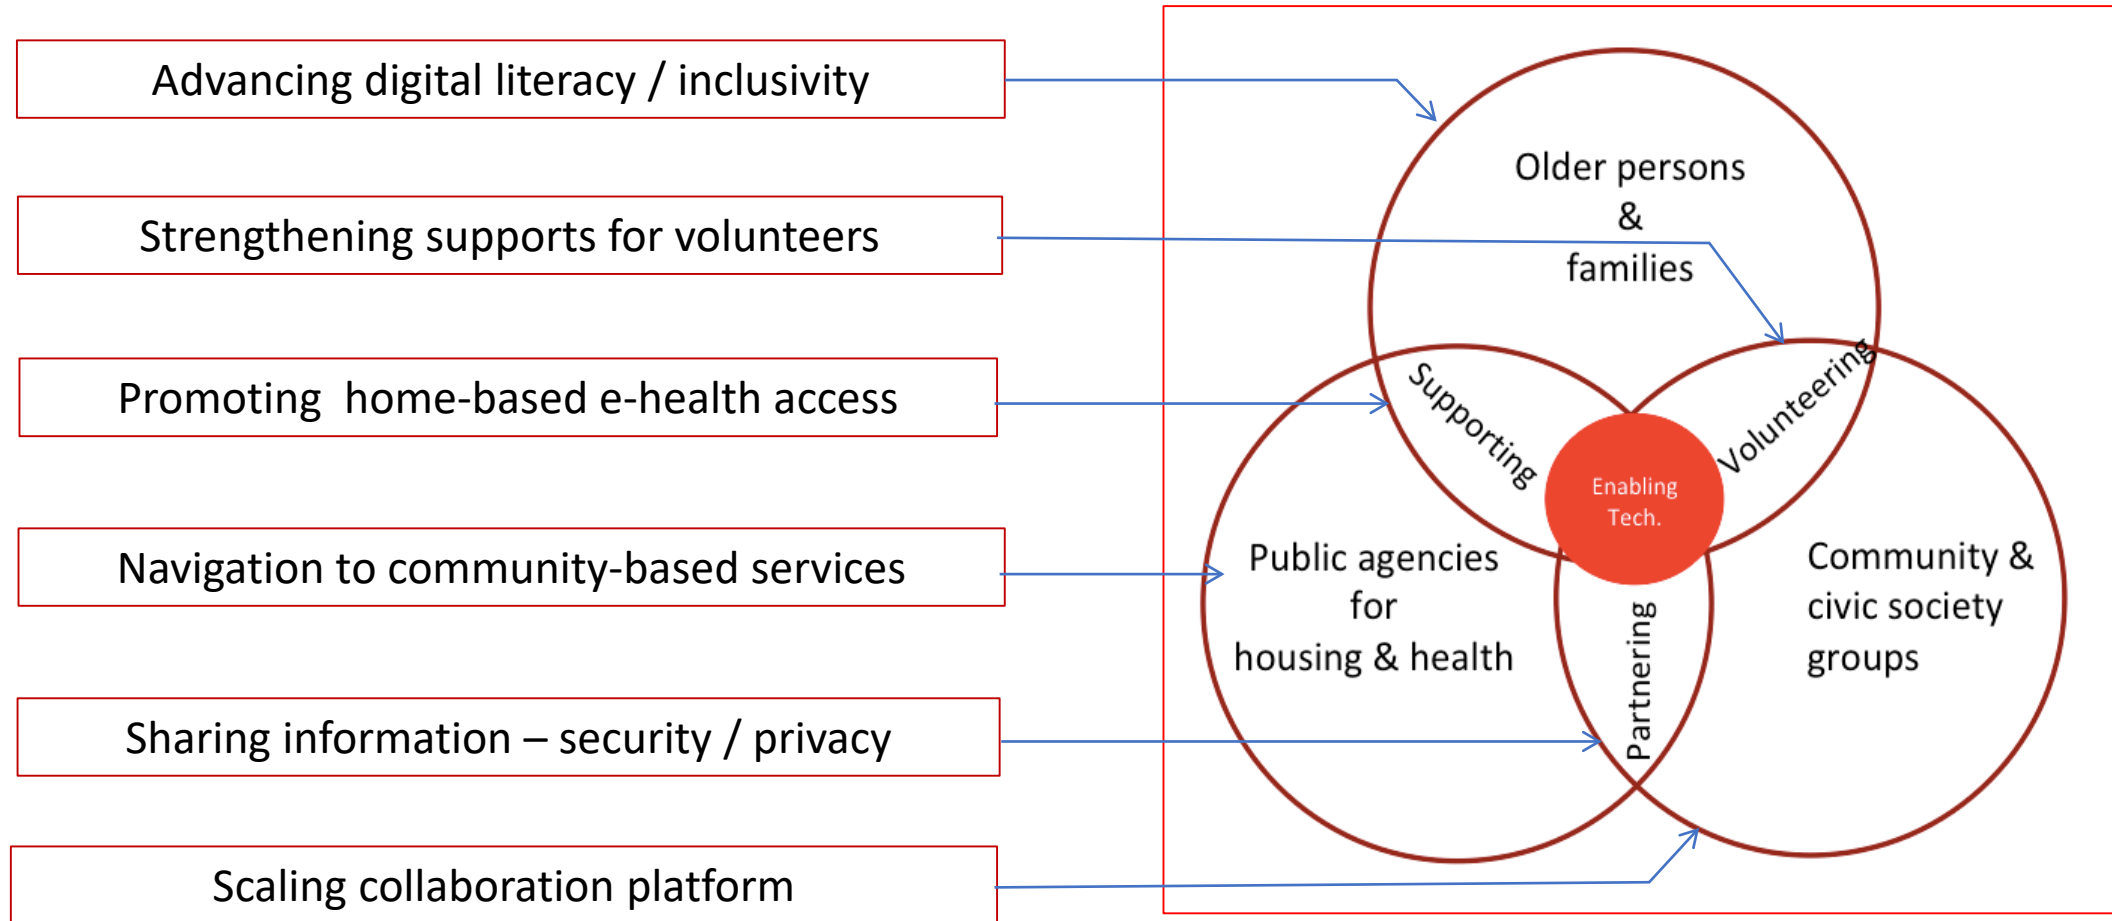 Advancing digital literacy / inclusivity
Strengthening supports for volunteers
Promoting  home-based e-health access
Navigation to community-based services
Sharing information – security / privacy
Scaling collaboration platform
Older persons
&
families
Supporting
Volunteering
Enabling
Tech.
Public agencies
for
housing & health
Community &
civic society
groups
Partnering